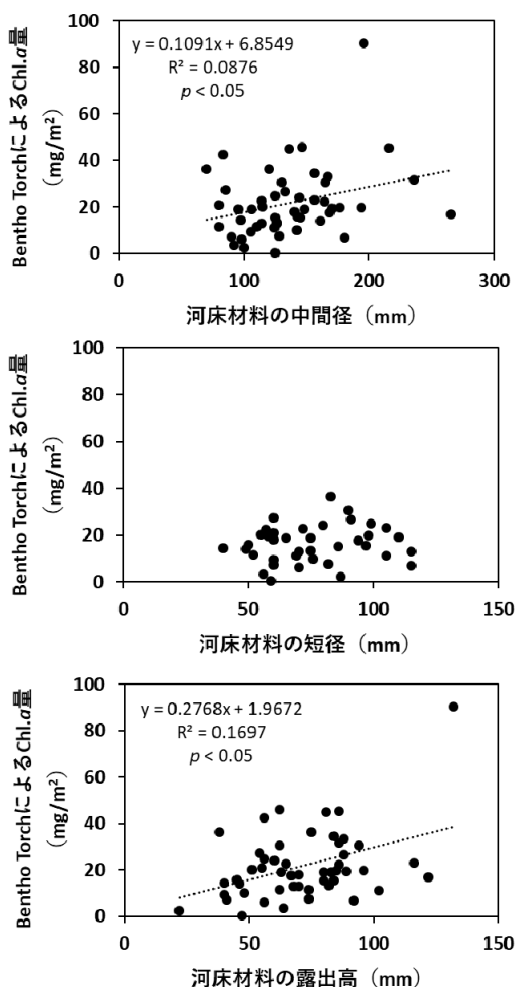 Bentho TorchによるChl.a量
（mg/m²）
y = 0.1091x + 6.8549
R² = 0.0876
p < 0.05
100
80
60
40
20
0
0 100 200 300
河床材料の中間径（mm）
Bentho TorchによるChl.a量
（mg/m²）
100
80
60
40
20
0
0 50 100 150
河床材料の短径（mm）
Bentho TorchによるChl.a量
（mg/m²）
y = 0.2768x + 1.9672
R² = 0.1697
p < 0.05
100
80
60
40
20
0
0 50 100 150
河床材料の露出高（mm）